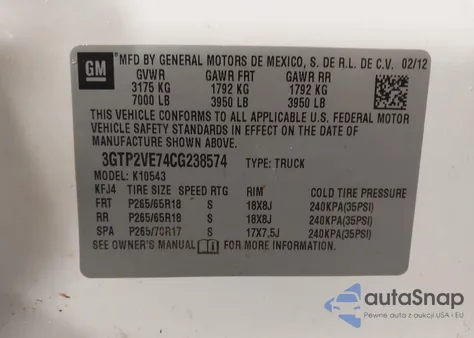 GM
MFD BY GENERAL MOTORS DE MEXICO, S. DE R.L. DE C.V. 02/12
GVWR GAWR FRT GAWR RR
3175 KG 1792 KG 1792 KG
7000 LB 3950 LB 3950 LB
THIS VEHICLE CONFORMS TO ALL APPLICABLE U.S. FEDERAL MOTOR
VEHICLE SAFETY STANDARDS IN EFFECT ON THE DATE OF
MANUFACTURE SHOWN ABOVE.
3GTP2VE74CG238574 TYPE: TRUCK
MODEL: K10543
KFJ4 TIRE SIZE SPEED RTG RIM COLD TIRE PRESSURE
FRT P265/65R18 S 18X8J 240KPA(35PSI)
RR P265/65R18 S 18X8J 240KPA(35PSI)
SPA P265/70R17 S 17X7.5J 240KPA(35PSI)
SEE OWNER'S MANUAL FOR MORE INFORMATION
autoSnap
Pewne auta z aukcji USA - EU